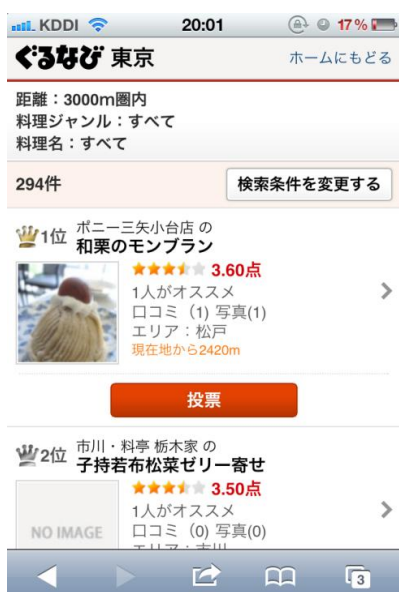 KDDI 20:01 17%
ぐるなび 東京 ホームにもどる
距離：3000m圏内
料理ジャンル：すべて
料理名：すべて
294件 検索条件を変更する
1位 ポニー三矢小台店 の
和栗のモンブラン
3.60点
1人がオススメ
口コミ（1) 写真(1)
エリア：松戸
現在地から2420m
投票
2位 市川・料亭 栃木家 の
子持若布松菜ゼリー寄せ
3.50点
1人がオススメ
NO IMAGE 口コミ（0) 写真(0)
エリア：市川
3